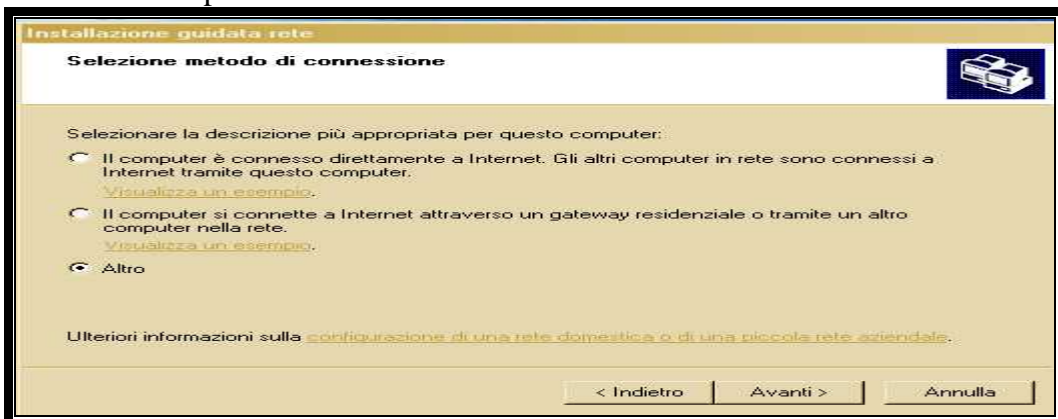 Installazione guidata rete
Selezione metodo di connessione
Selezionare la descrizione più appropriata per questo computer:
Il computer è connesso direttamente a Internet. Gli altri computer in rete sono connessi a
Internet tramite questo computer.
Visualizza un esempio.
Il computer si connette a Internet attraverso un gateway residenziale o tramite un altro
computer nella rete.
Visualizza un esempio.
Altro
Ulteriori informazioni sulla configurazione di una rete domestica o di una piccola rete aziendale.
< Indietro Avanti > Annulla